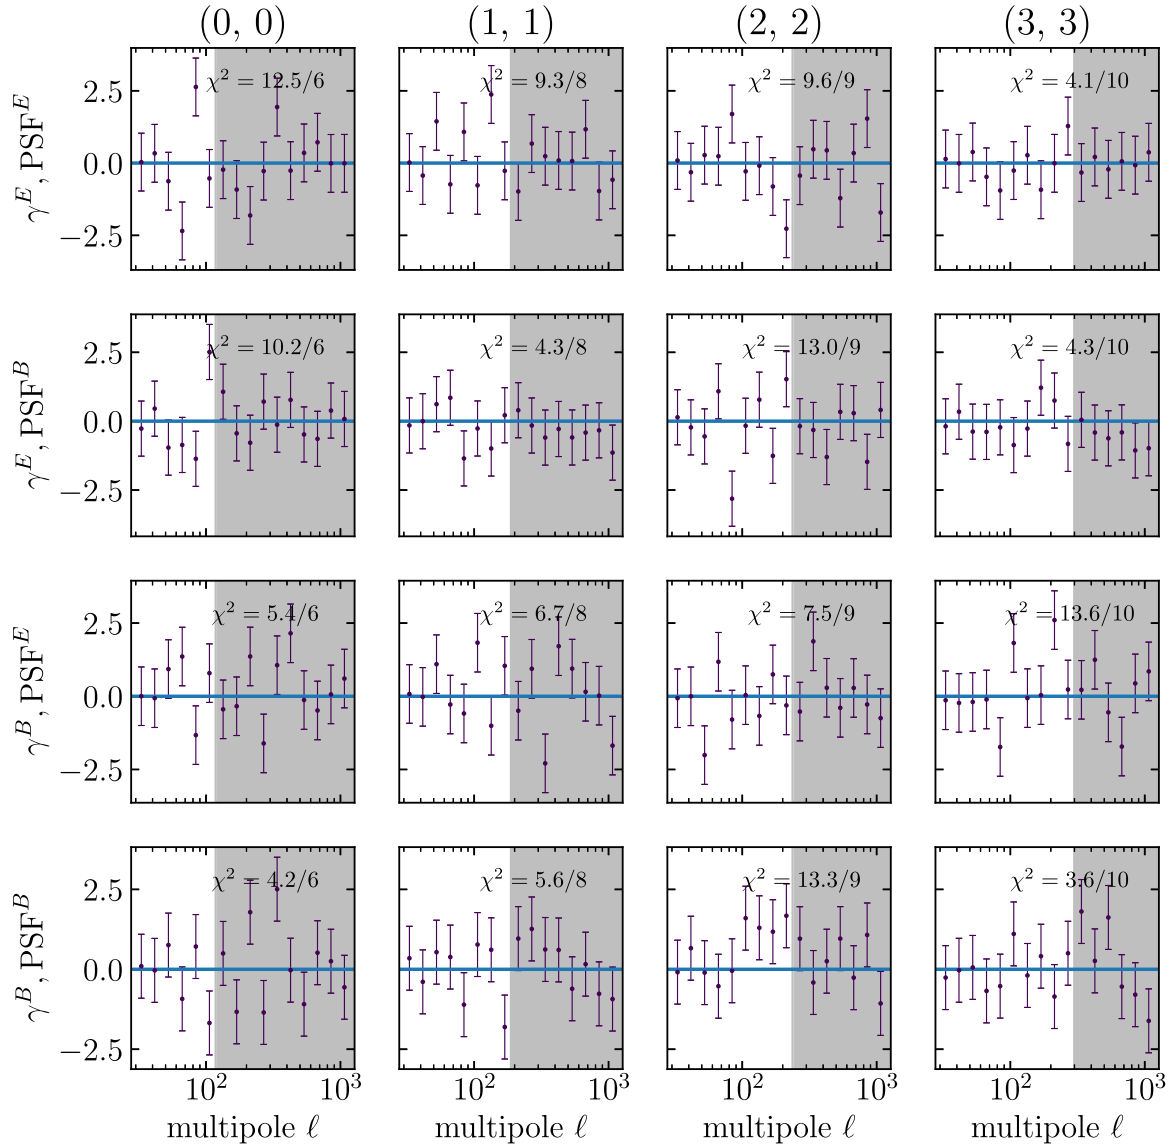 (0, 0) (1, 1) (2, 2) (3, 3)
γ^E, PSF^E
2.5
0.0
−2.5
χ² = 12.5/6
χ² = 9.3/8
χ² = 9.6/9
χ² = 4.1/10
γ^E, PSF^B
2.5
0.0
−2.5
χ² = 10.2/6
χ² = 4.3/8
χ² = 13.0/9
χ² = 4.3/10
γ^B, PSF^E
2.5
0.0
−2.5
χ² = 5.4/6
χ² = 6.7/8
χ² = 7.5/9
χ² = 13.6/10
γ^B, PSF^B
2.5
0.0
−2.5
χ² = 4.2/6
χ² = 5.6/8
χ² = 13.3/9
χ² = 3.6/10
10² 10³ 10² 10³ 10² 10³ 10² 10³
multipole ℓ multipole ℓ multipole ℓ multipole ℓ